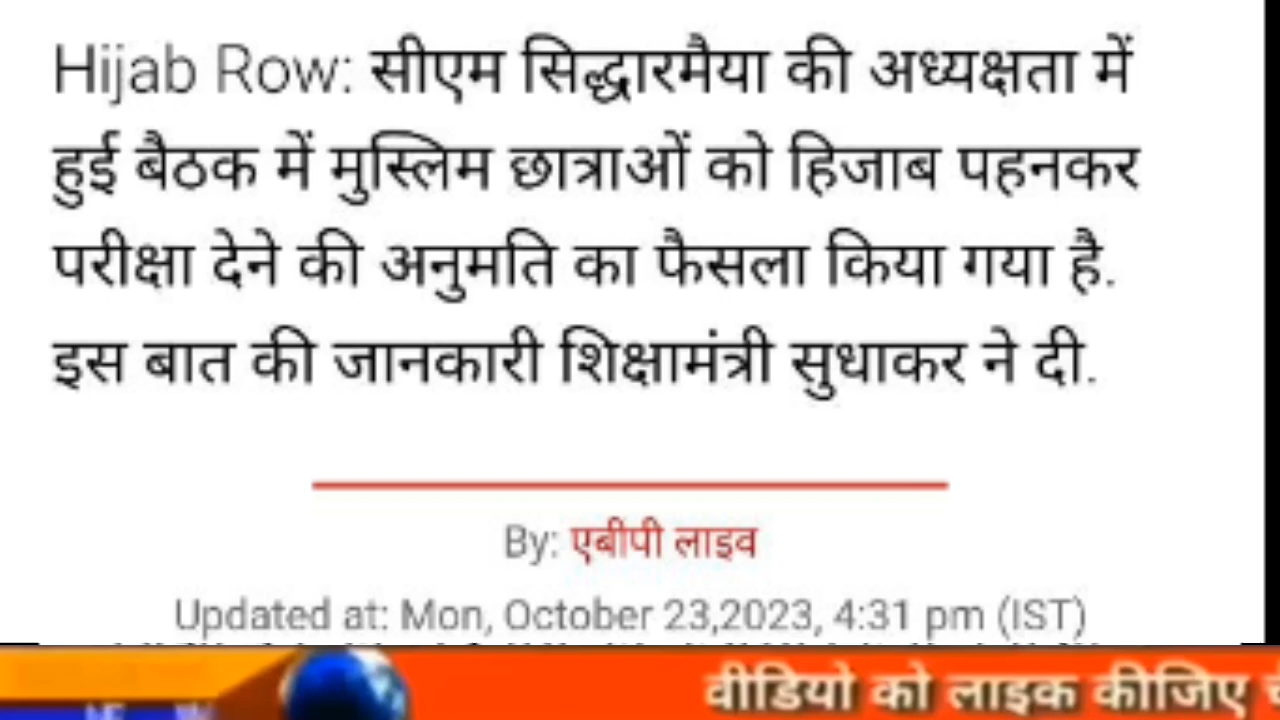 Hijab Row: सीएम सिद्धारमैया की अध्यक्षता में
हुई बैठक में मुस्लिम छात्राओं को हिजाब पहनकर
परीक्षा देने की अनुमति का फैसला किया गया है.
इस बात की जानकारी शिक्षामंत्री सुधाकर ने दी.
By: एबीपी लाइव
Updated at: Mon, October 23,2023, 4:31 pm (IST)
वीडियो को लाइक कीजिए